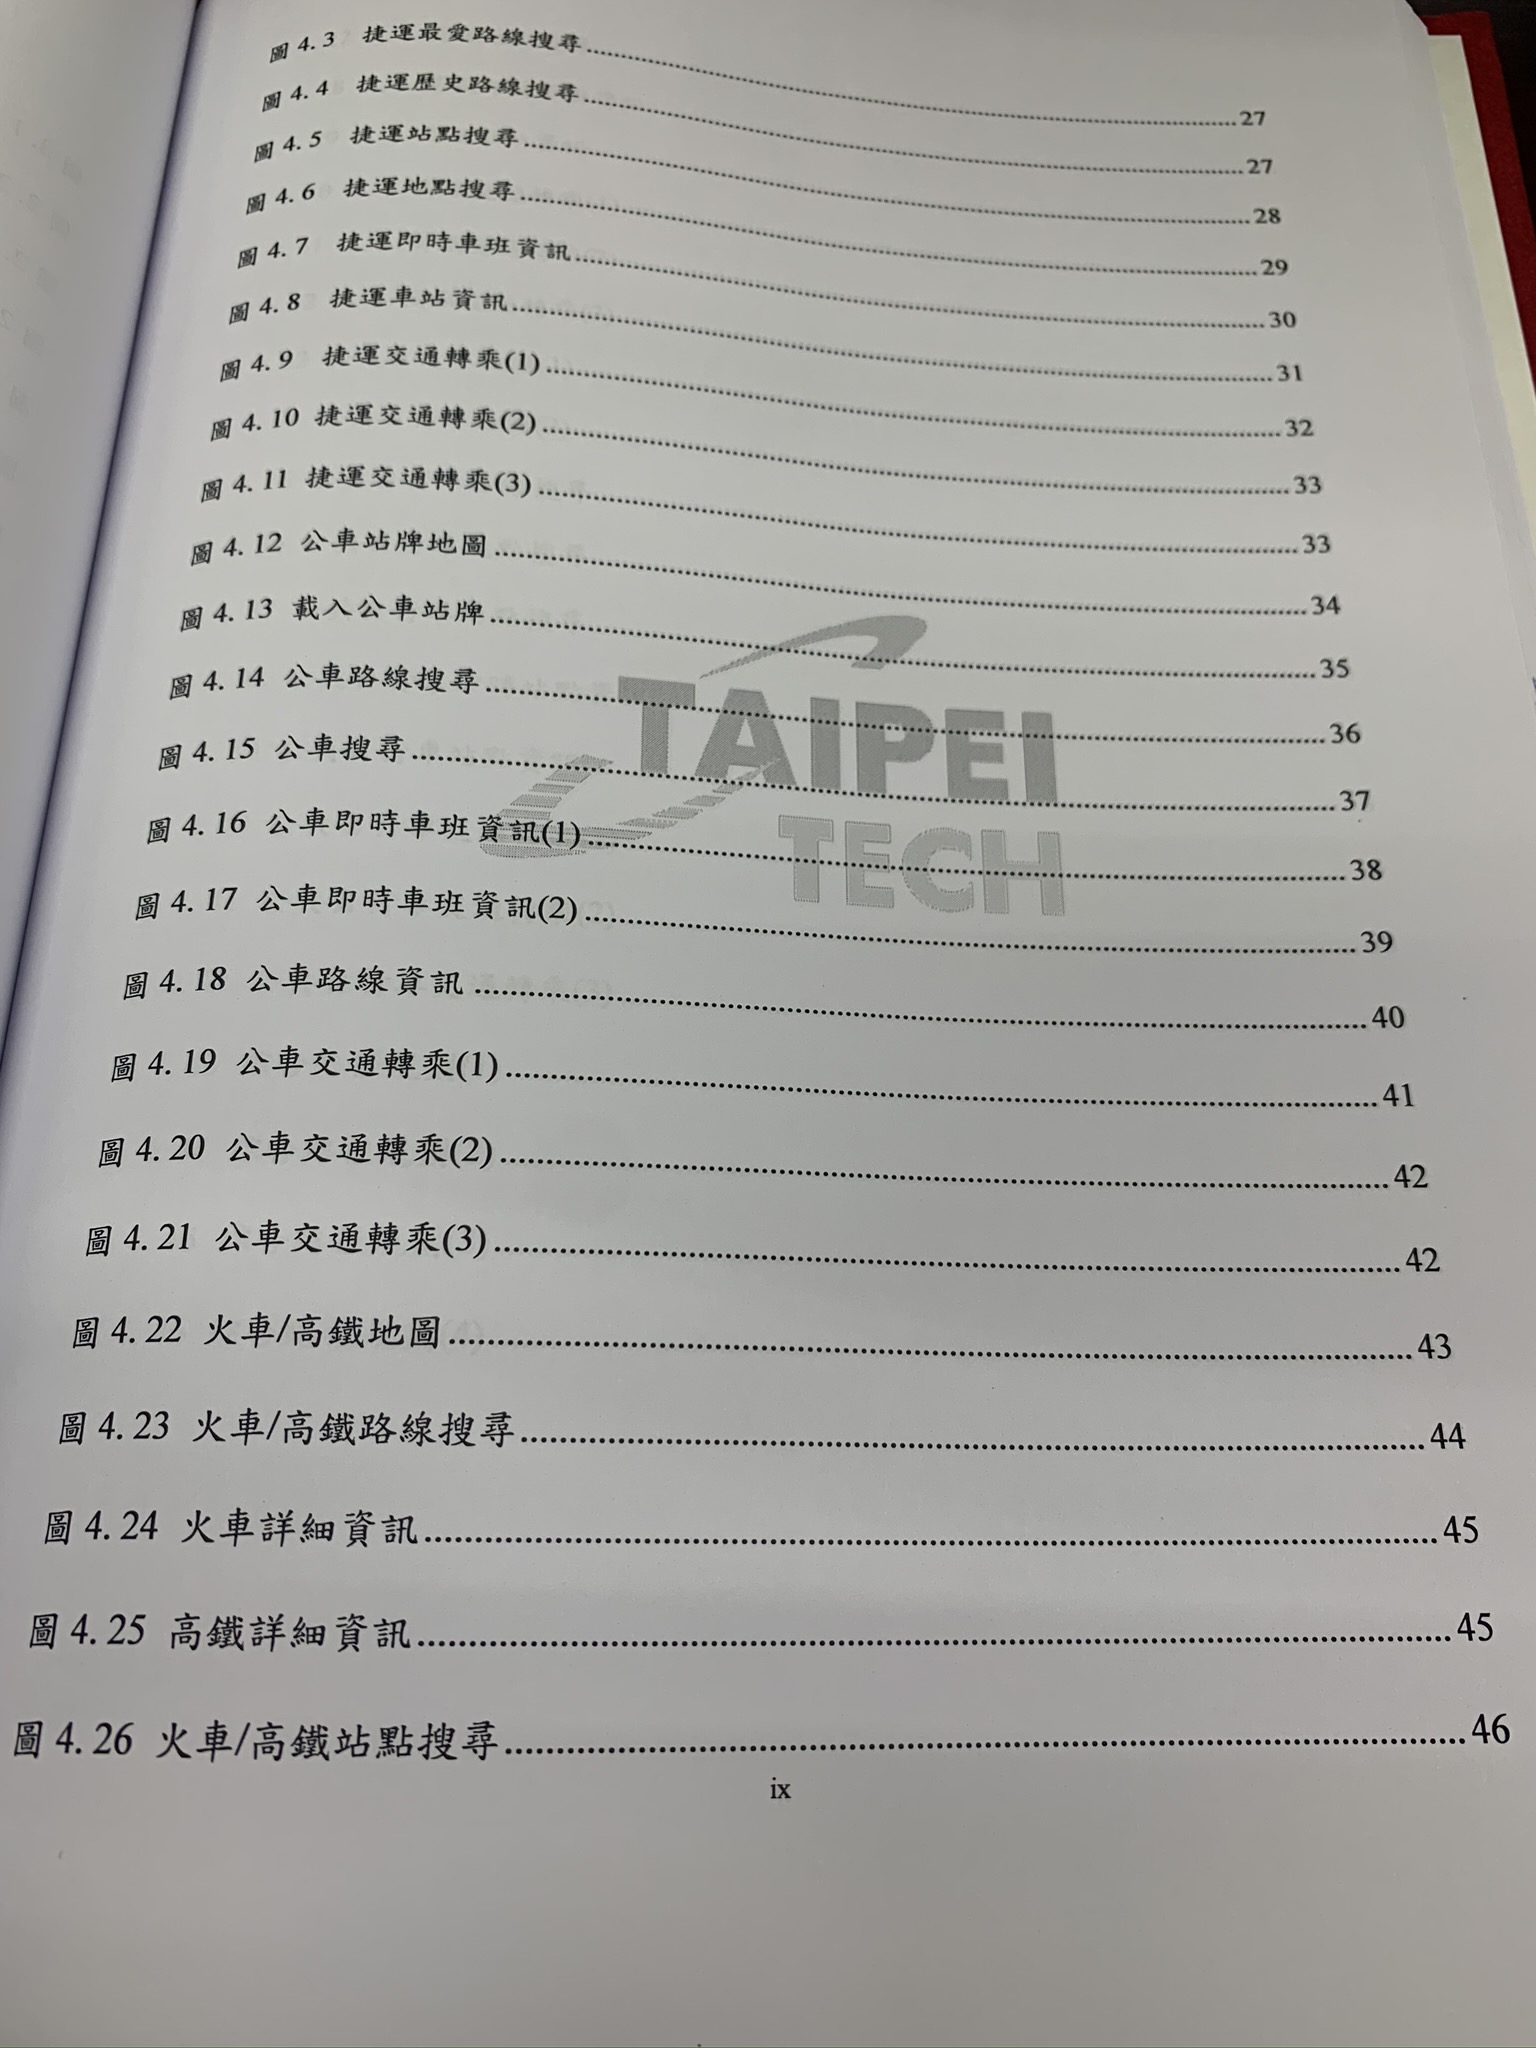 圖 4. 3 捷運最愛路線搜尋........27
圖 4. 4 捷運歷史路線搜尋........27
圖 4. 5 捷運站點搜尋........28
圖 4. 6 捷運地點搜尋........29
圖 4. 7 捷運即時車班資訊........30
圖 4. 8 捷運車站資訊........31
圖 4. 9 捷運交通轉乘(1)........32
圖 4. 10 捷運交通轉乘(2)........33
圖 4. 11 捷運交通轉乘(3)........33
圖 4. 12 公車站牌地圖........34
圖 4. 13 載入公車站牌........35
圖 4. 14 公車路線搜尋........36
圖 4. 15 公車搜尋........37
圖 4. 16 公車即時車班資訊(1)........38
圖 4. 17 公車即時車班資訊(2)........39
圖 4. 18 公車路線資訊........40
圖 4. 19 公車交通轉乘(1)........41
圖 4. 20 公車交通轉乘(2)........42
圖 4. 21 公車交通轉乘(3)........42
圖 4. 22 火車/高鐵地圖........43
圖 4. 23 火車/高鐵路線搜尋........44
圖 4. 24 火車詳細資訊........45
圖 4. 25 高鐵詳細資訊........45
圖 4. 26 火車/高鐵站點搜尋........46
ix
TAIPEI
TECH